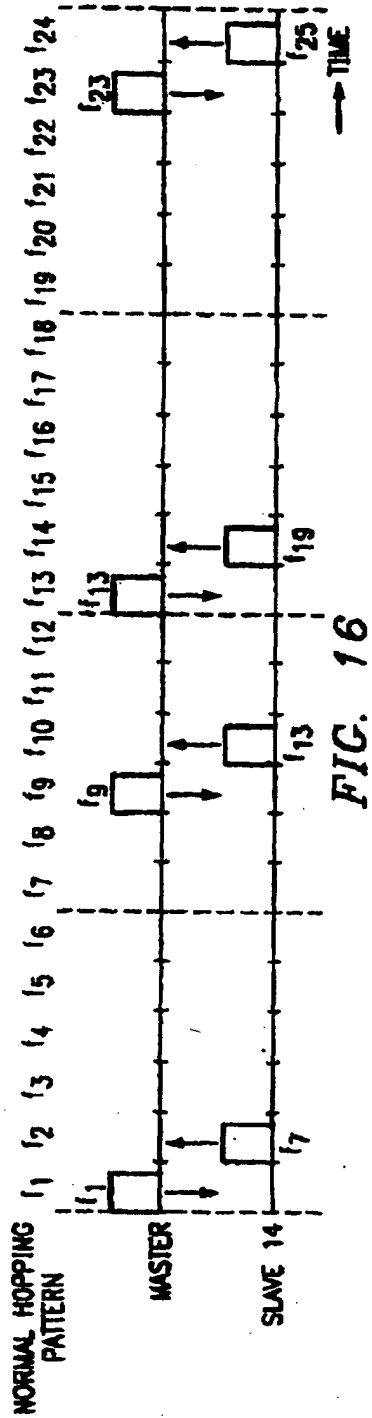 NORMAL HOPPING
PATTERN
f1 f2 f3 f4 f5 f6 f7 f8 f9 f10 f11 f12 f13 f14 f15 f16 f17 f18 f19 f20 f21 f22 f23 f24
f1 f9 f13 f23
MASTER
SLAVE 14
f7 f13 f19 f25
TIME
FIG. 16